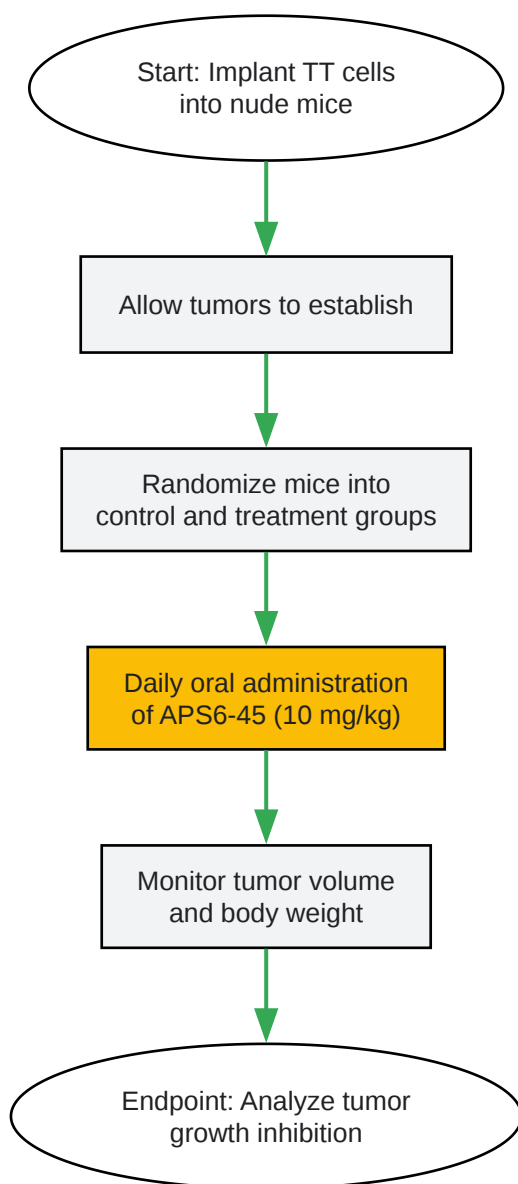 Start: Implant TT cells
into nude mice
Allow tumors to establish
Randomize mice into
control and treatment groups
Daily oral administration
of APS6-45 (10 mg/kg)
Monitor tumor volume
and body weight
Endpoint: Analyze tumor
growth inhibition